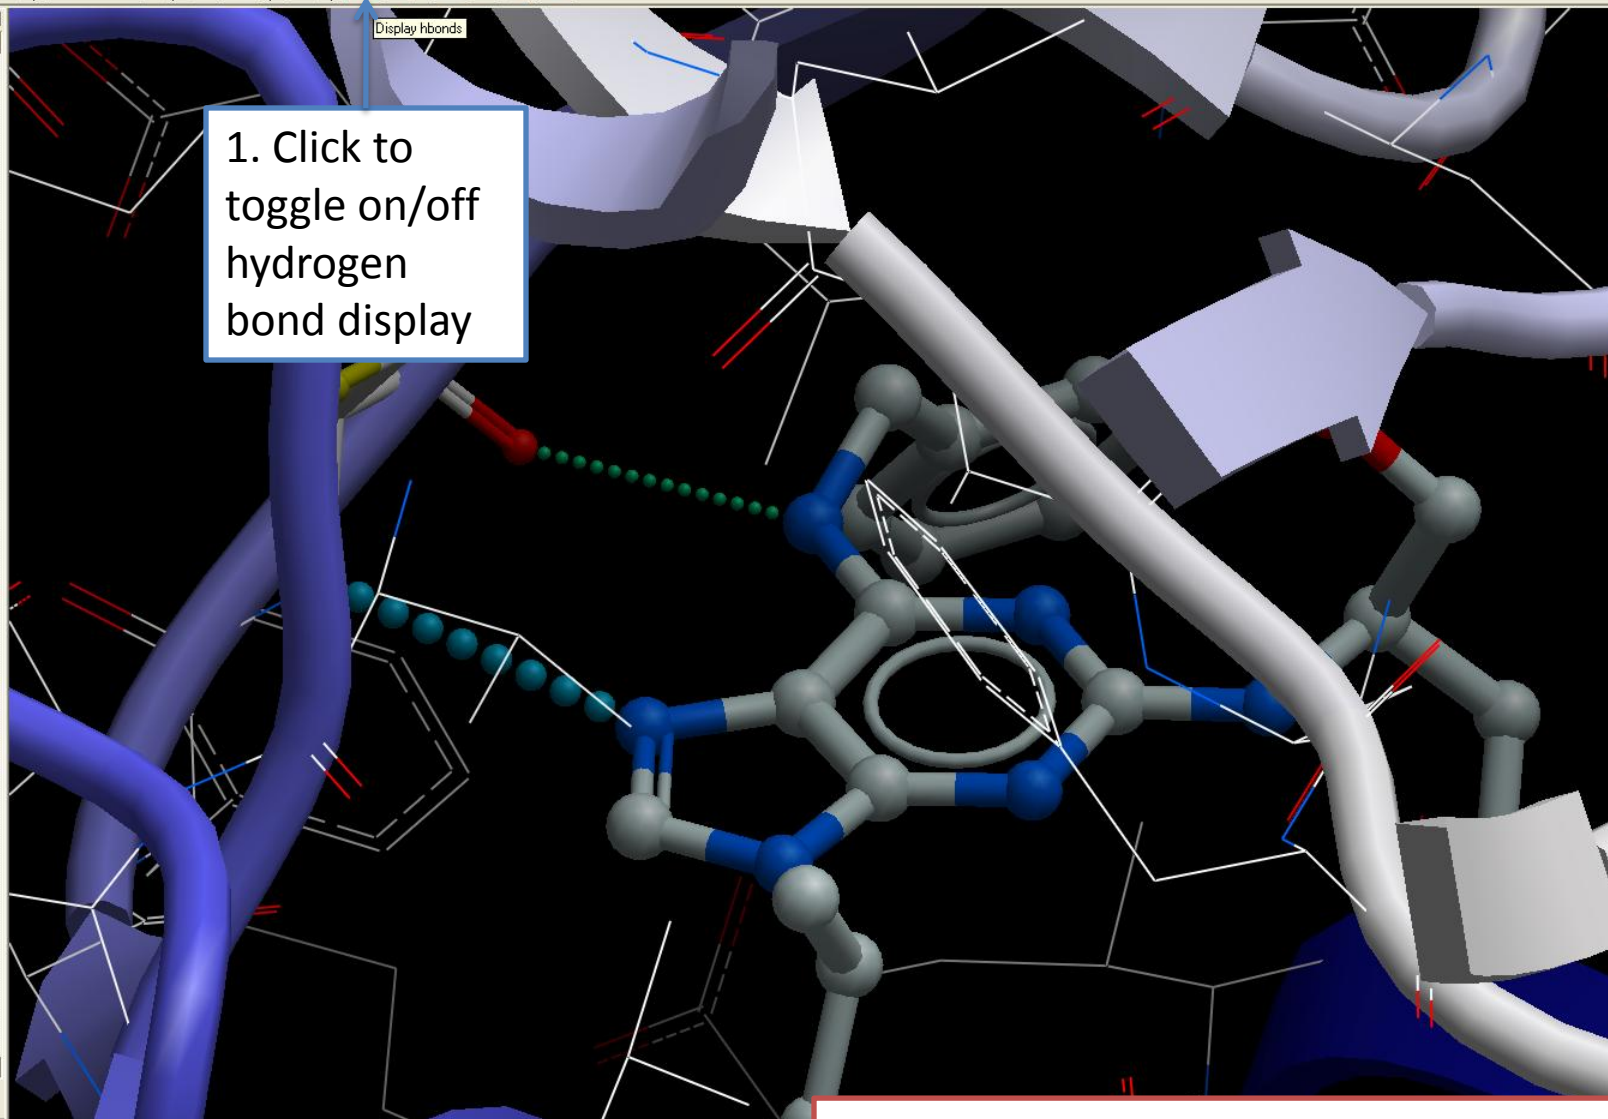 Display hbonds
1. Click to
toggle on/off
hydrogen
bond display